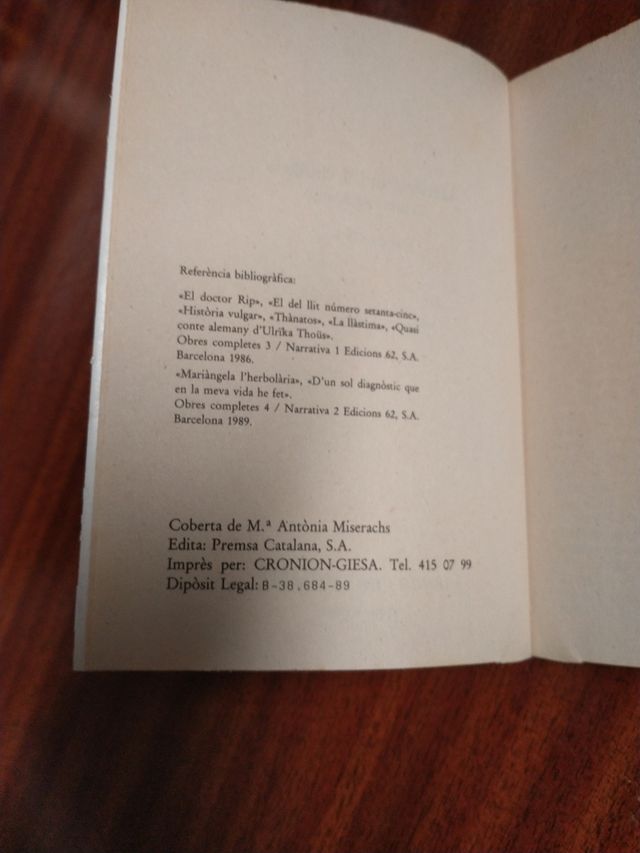 Referència bibliogràfica:
«El doctor Rip», «El del llit número setanta-cinc»,
«Història vulgar», «Thànatos», «La llàstima», «Quasi
conte alemany d'Ulrĭka Thoüs».
Obres completes 3 / Narrativa 1 Edicions 62, S.A.
Barcelona 1986.
«Mariàngela l'herbolària», «D'un sol diagnòstic que
en la meva vida he fet».
Obres completes 4 / Narrativa 2 Edicions 62, S.A.
Barcelona 1989.
Coberta de M.ª Antònia Miserachs
Edita: Premsa Catalana, S.A.
Imprès per: CRONION-GIESA. Tel. 415 07 99
Dipòsit Legal: B-38.684-89